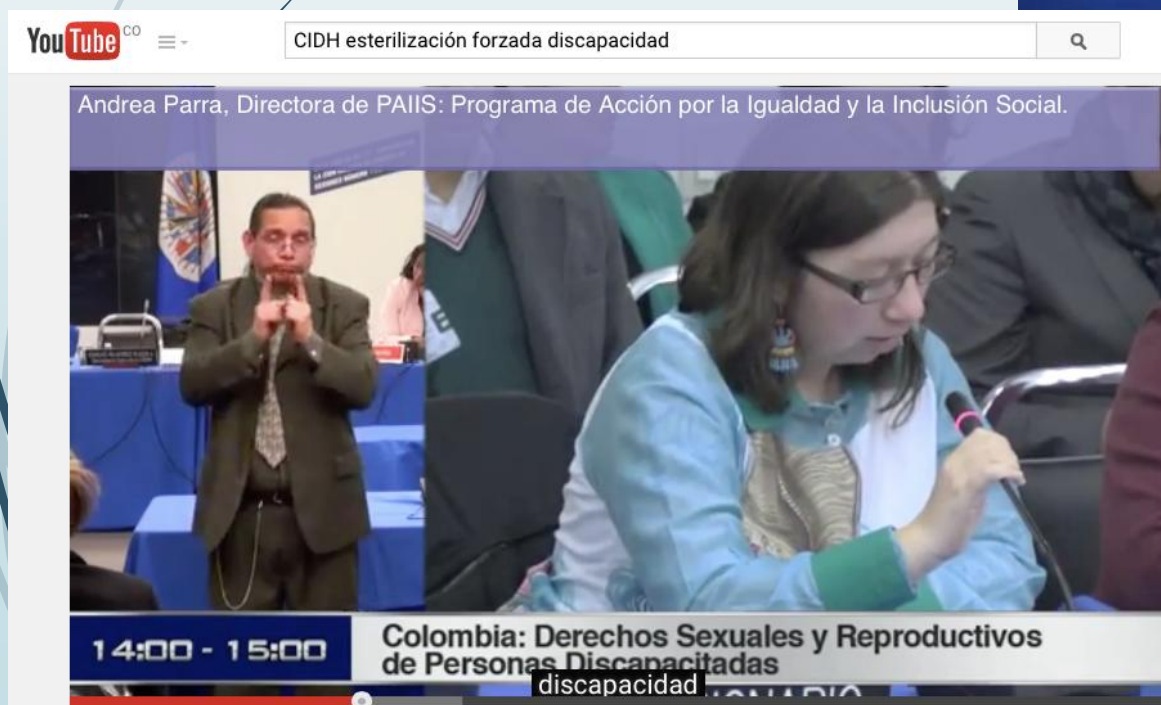 YouTube CO
CIDH esterilización forzada discapacidad
Andrea Parra, Directora de PAIIS: Programa de Acción por la Igualdad y la Inclusión Social.
14:00 - 15:00
Colombia: Derechos Sexuales y Reproductivos
de Personas Discapacitadas
discapacidad